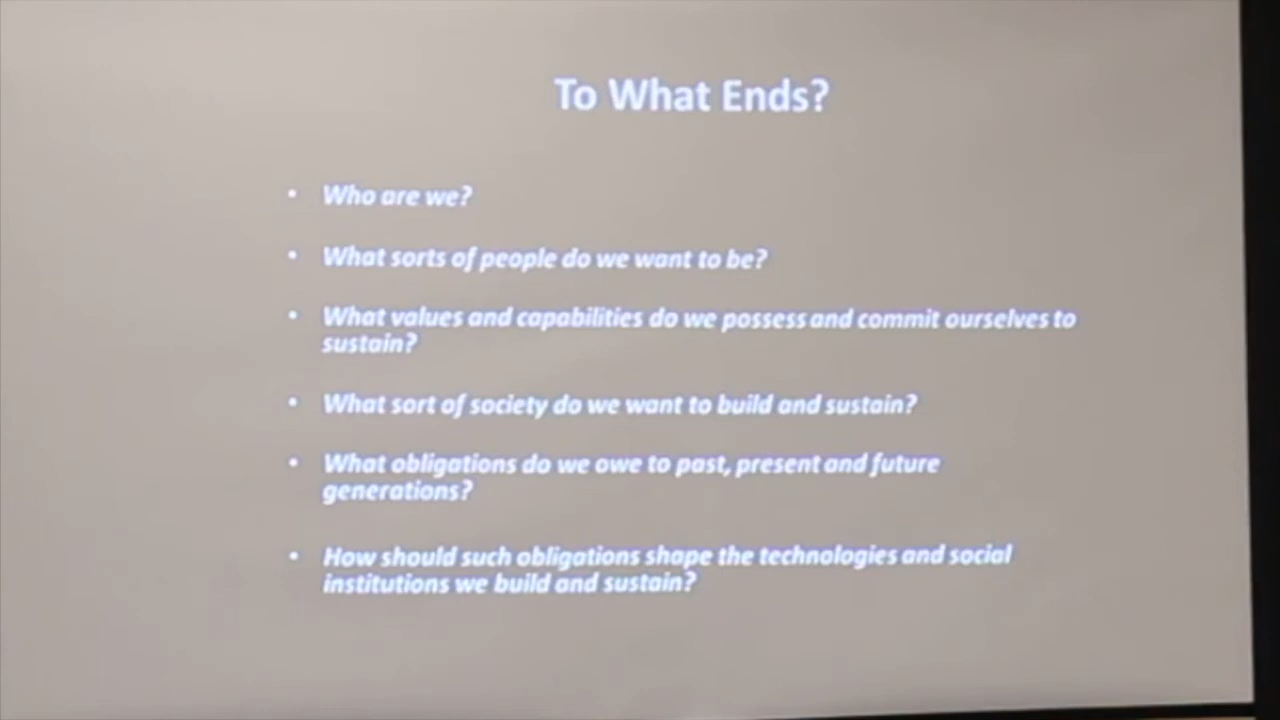 To What Ends?
• Who are we?
• What sorts of people do we want to be?
• What values and capabilities do we possess and commit ourselves to
sustain?
• What sort of society do we want to build and sustain?
• What obligations do we owe to past, present and future
generations?
• How should such obligations shape the technologies and social
institutions we build and sustain?